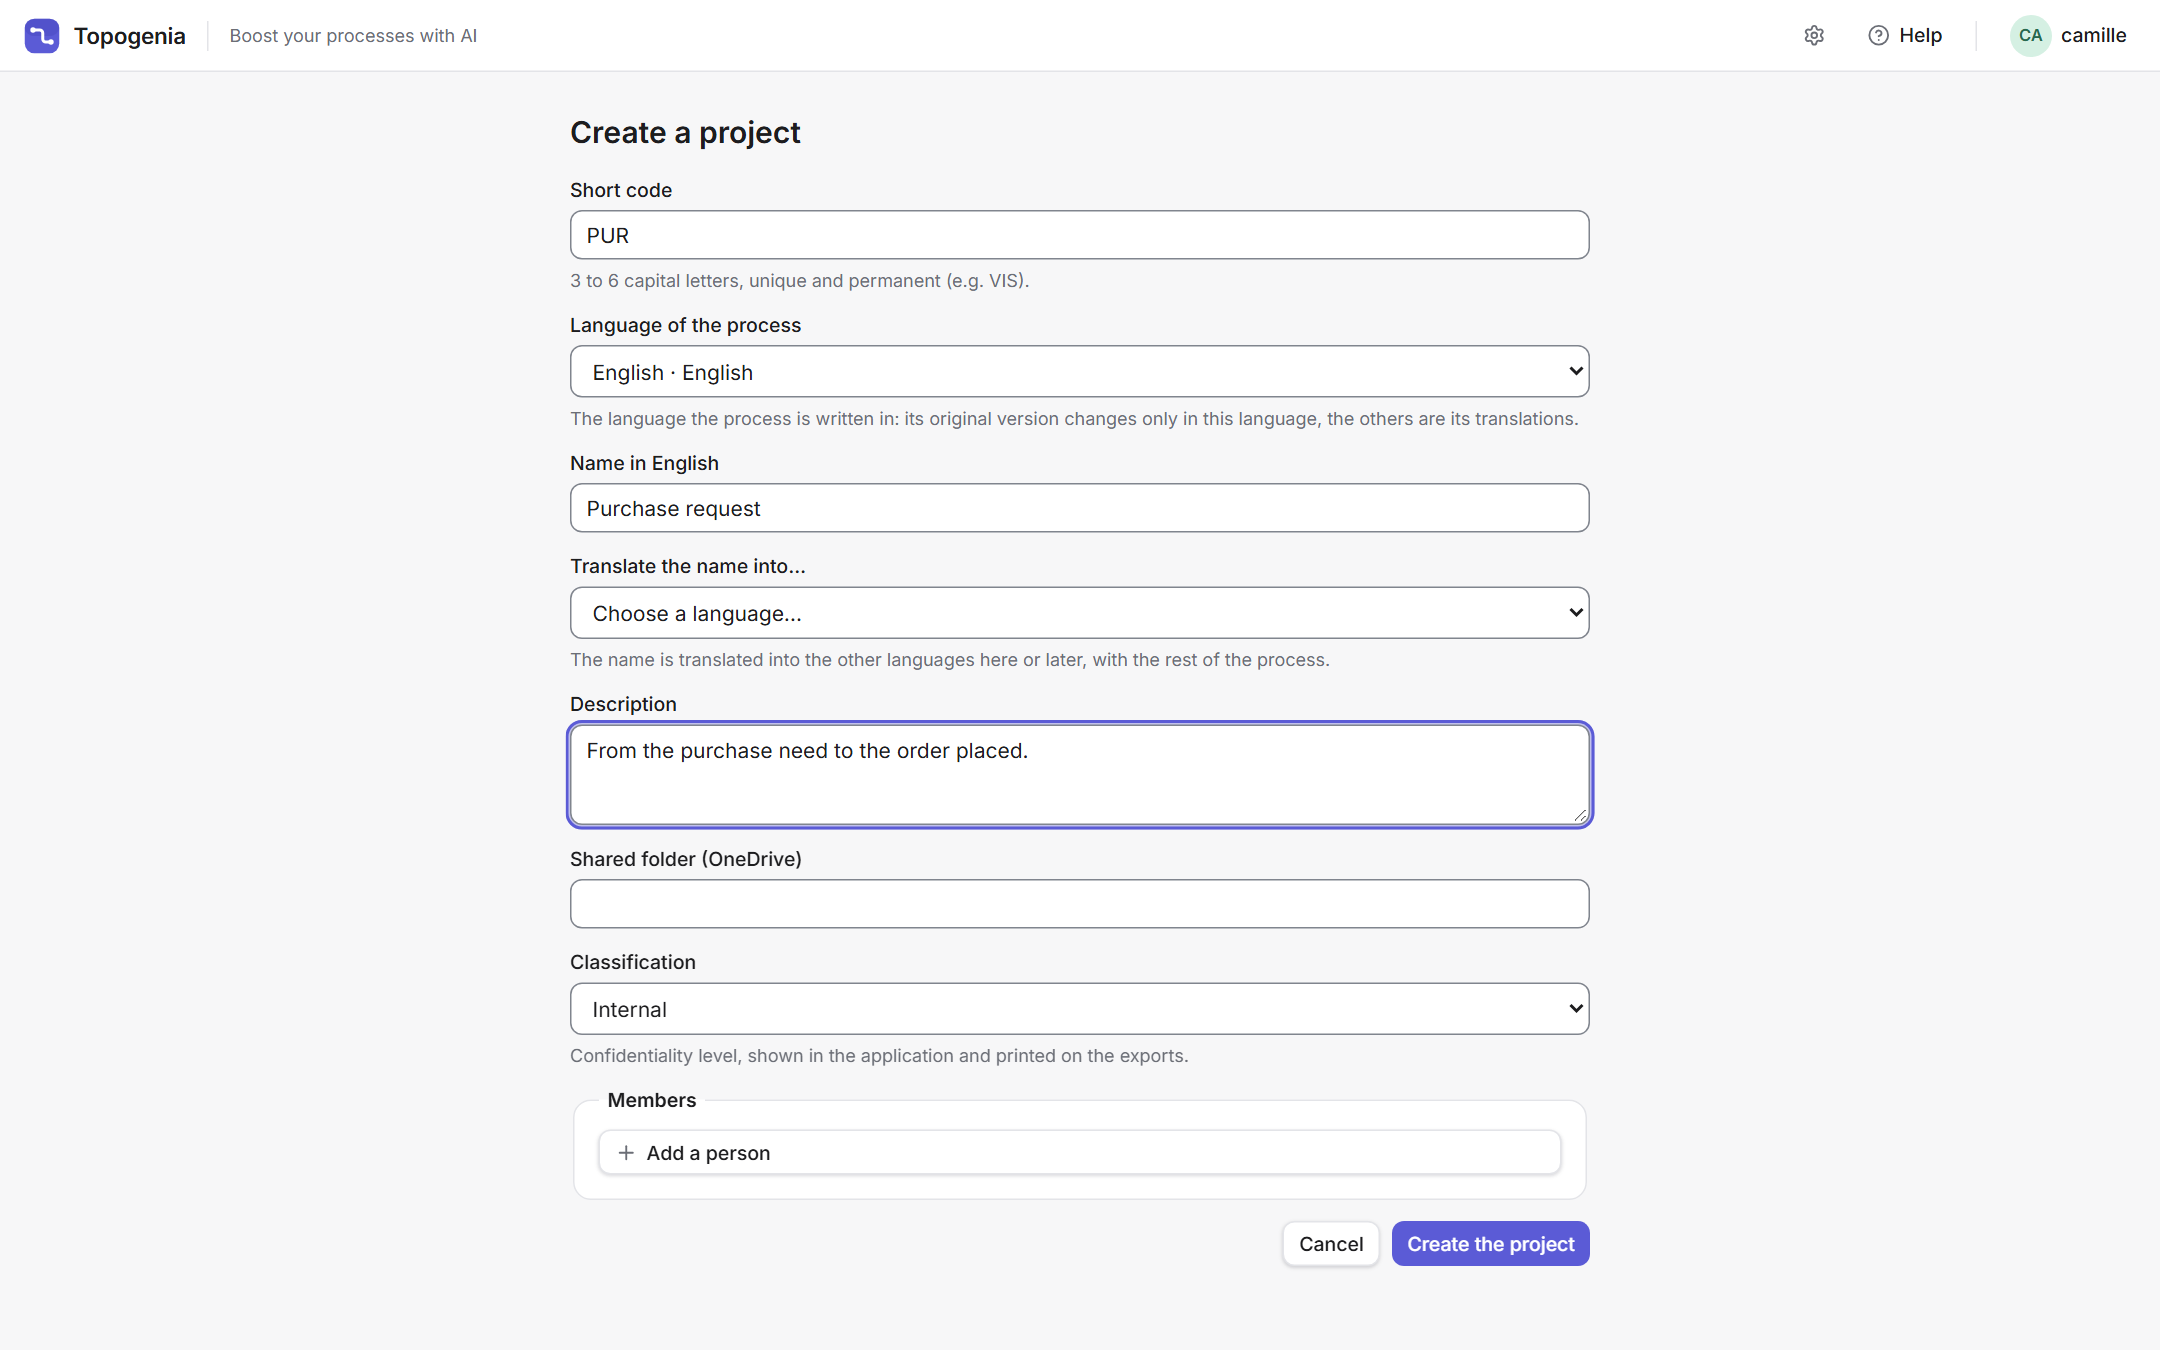 Topogenia
Boost your processes with AI
Help
CA
camille
Create a project
Short code
PUR
3 to 6 capital letters, unique and permanent (e.g. VIS).
Language of the process
English · English
The language the process is written in: its original version changes only in this language, the others are its translations.
Name in English
Purchase request
Translate the name into...
Choose a language...
The name is translated into the other languages here or later, with the rest of the process.
Description
From the purchase need to the order placed.
Shared folder (OneDrive)
Classification
Internal
Confidentiality level, shown in the application and printed on the exports.
Members
+ Add a person
Cancel
Create the project